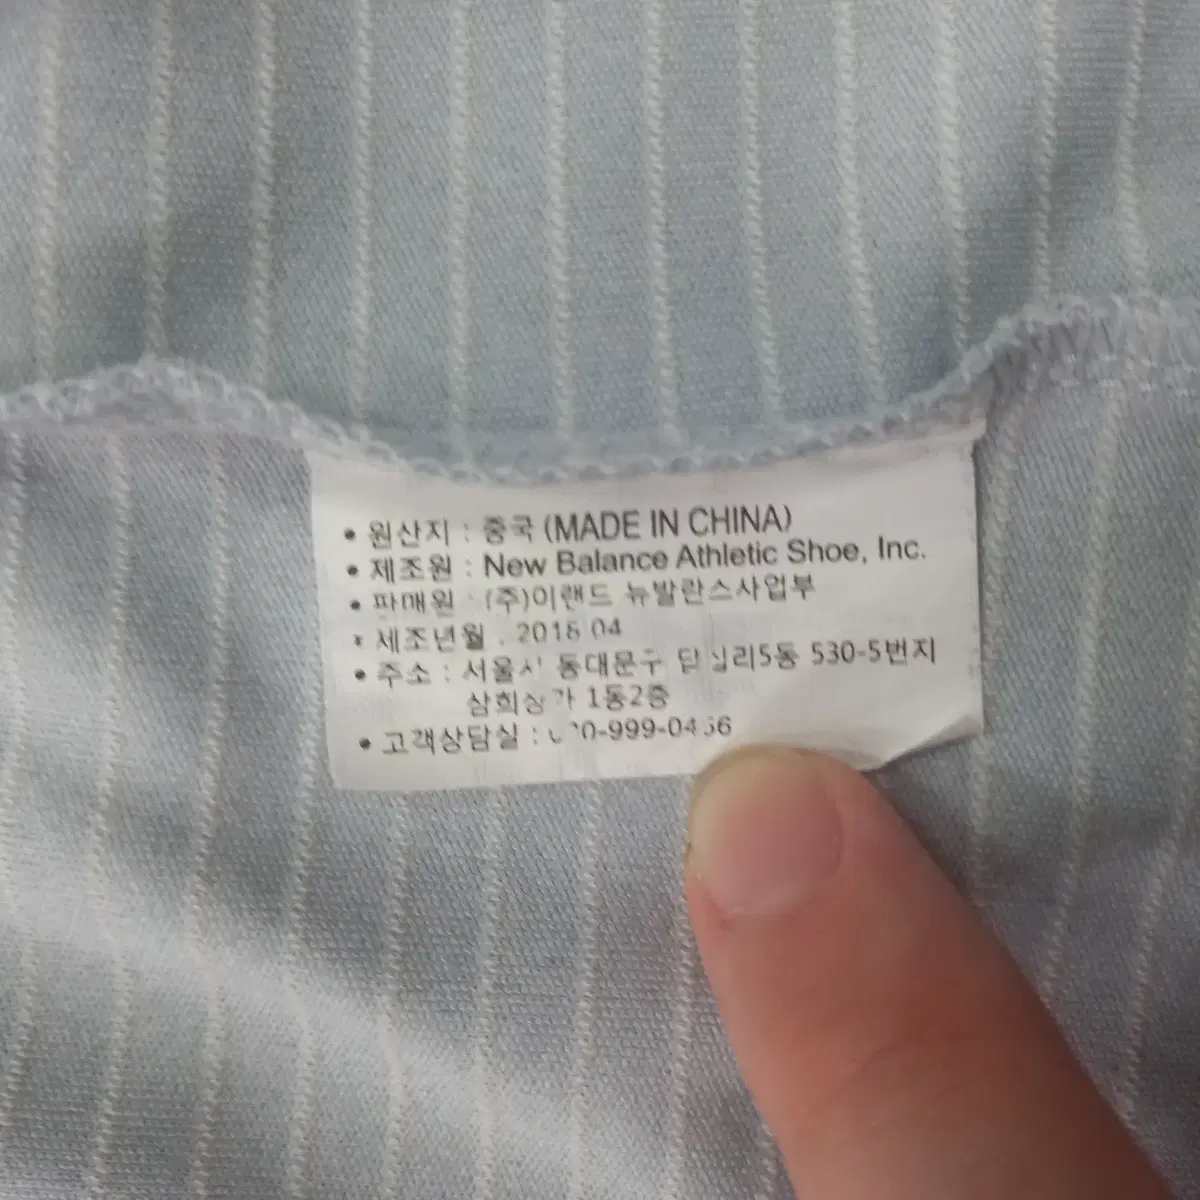 • 원산지 : 중국 (MADE IN CHINA)
• 제조원 : New Balance Athletic Shoe, Inc.
• 판매원 : (주)이랜드 뉴발란스사업부
• 제조년월 : 04
• 주소 : 서울시 동대문구 답십리5동 530-5번지
삼희상가 1동2층
• 고객상담실 :